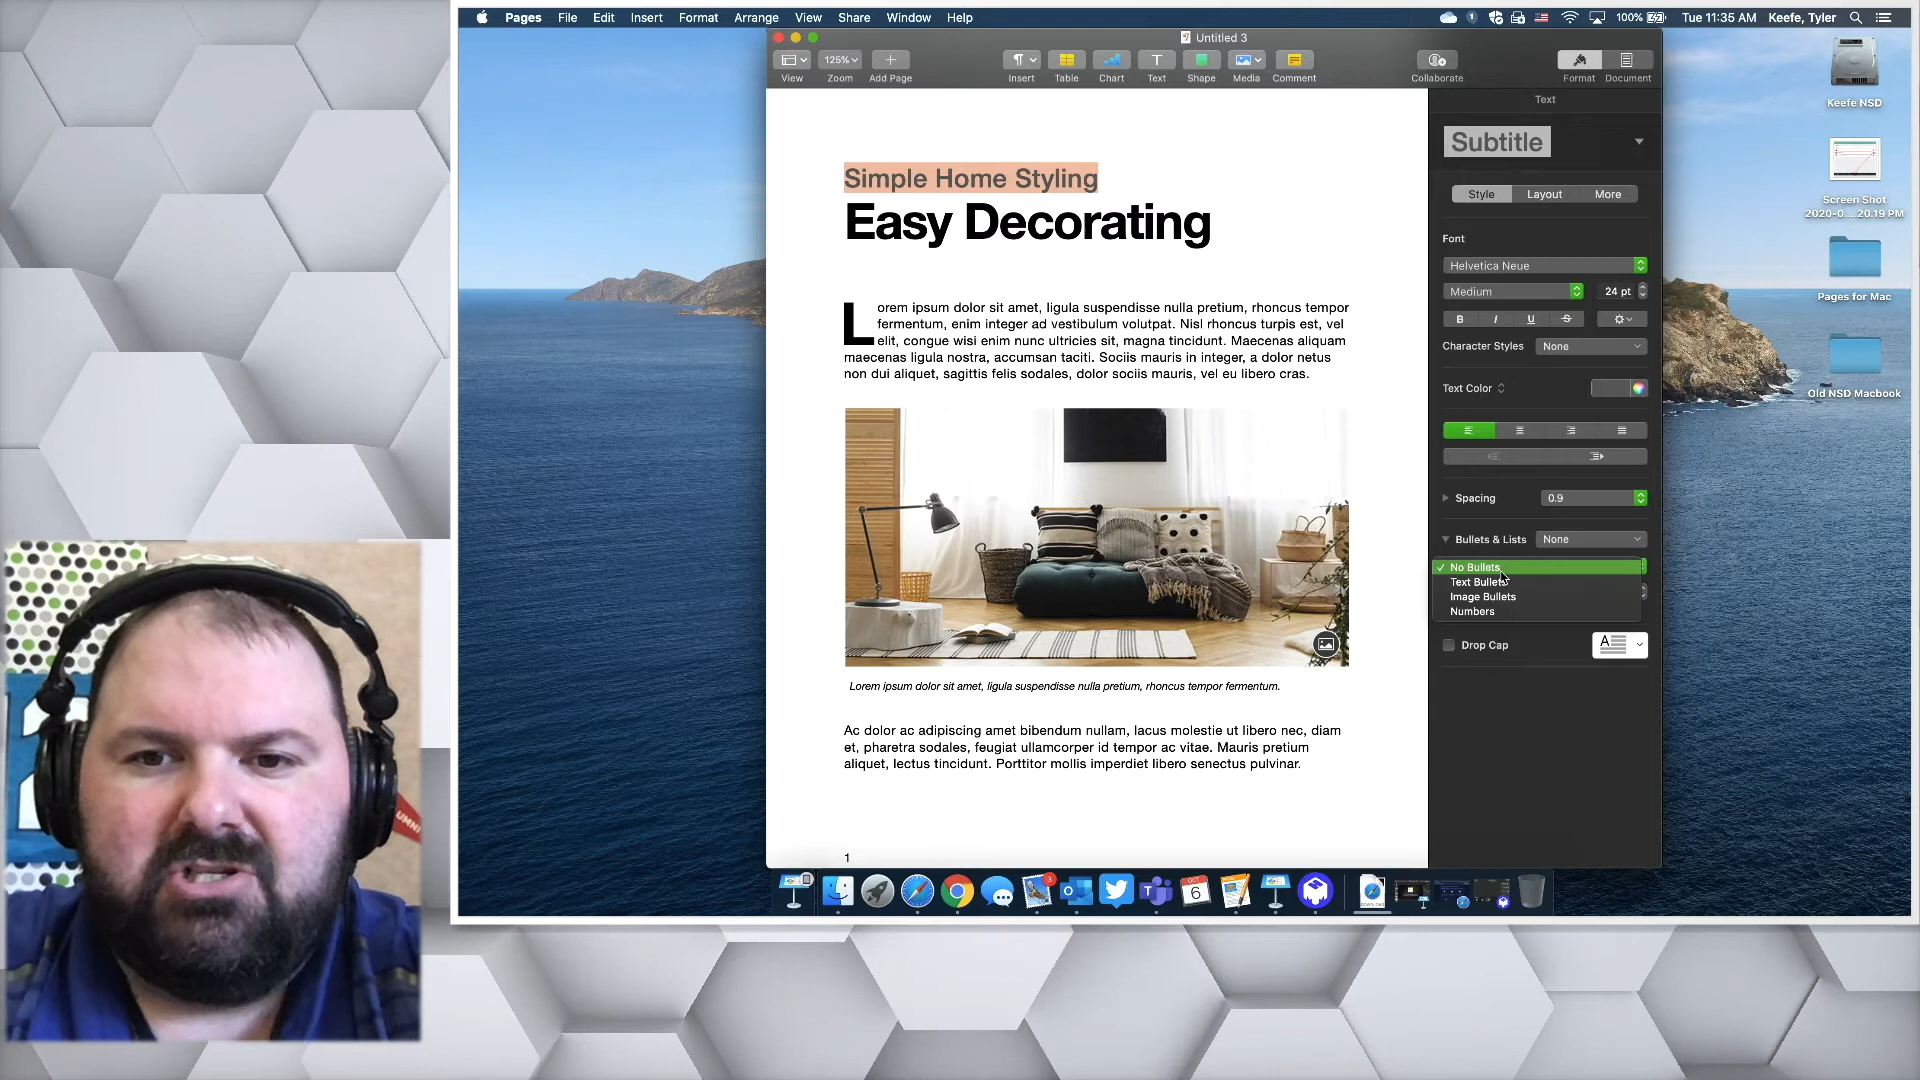 Pages File Edit Insert Format Arrange View Share Window Help
100% Tue 11:35 AM Keefe, Tyler
Untitled 3
125%
View Zoom Add Page Insert Table Chart Text Shape Media Comment Collaborate Format Document
Text
Subtitle
Style Layout More
Font
Helvetica Neue
Medium 24 pt
B I U S
Character Styles None
Text Color
Spacing 0.9
Bullets & Lists None
✓ No Bullets
Text Bullets
Image Bullets
Numbers
Drop Cap A
Simple Home Styling
Easy Decorating
Lorem ipsum dolor sit amet, ligula suspendisse nulla pretium, rhoncus tempor
fermentum, enim integer ad vestibulum volutpat. Nisl rhoncus turpis est, vel
elit, congue wisi enim nunc ultricies sit, magna tincidunt. Maecenas aliquam
maecenas ligula nostra, accumsan taciti. Sociis mauris in integer, a dolor netus
non dui aliquet, sagittis felis sodales, dolor sociis mauris, vel eu libero cras.
Lorem ipsum dolor sit amet, ligula suspendisse nulla pretium, rhoncus tempor fermentum.
Ac dolor ac adipiscing amet bibendum nullam, lacus molestie ut libero nec, diam
et, pharetra sodales, feugiat ullamcorper id tempor ac vitae. Mauris pretium
aliquet, lectus tincidunt. Porttitor mollis imperdiet libero senectus pulvinar.
1
Keefe NSD
Screen Shot
2020-0....20.19 PM
Pages for Mac
Old NSD Macbook
3
OCT
6